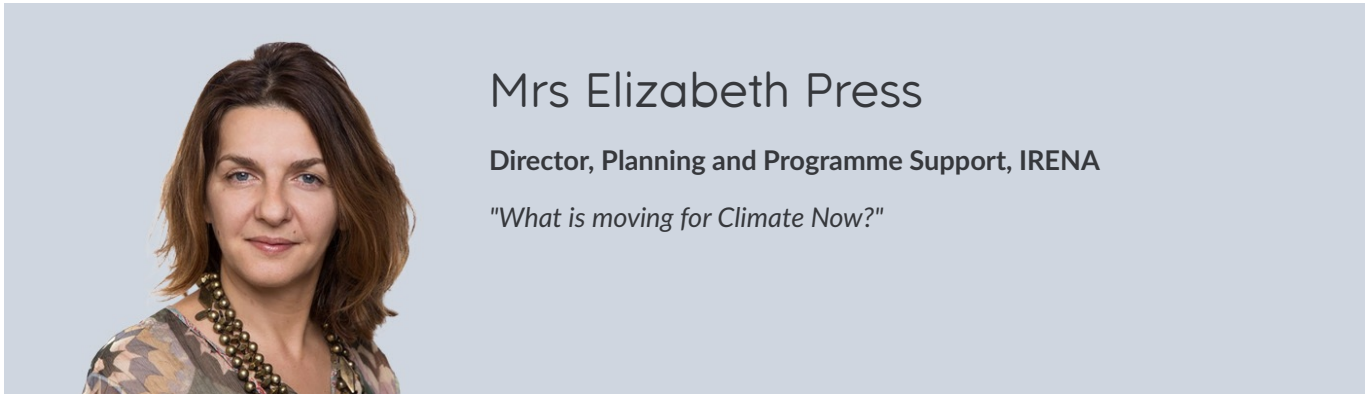 Mrs Elizabeth Press
Director, Planning and Programme Support, IRENA
"What is moving for Climate Now?"